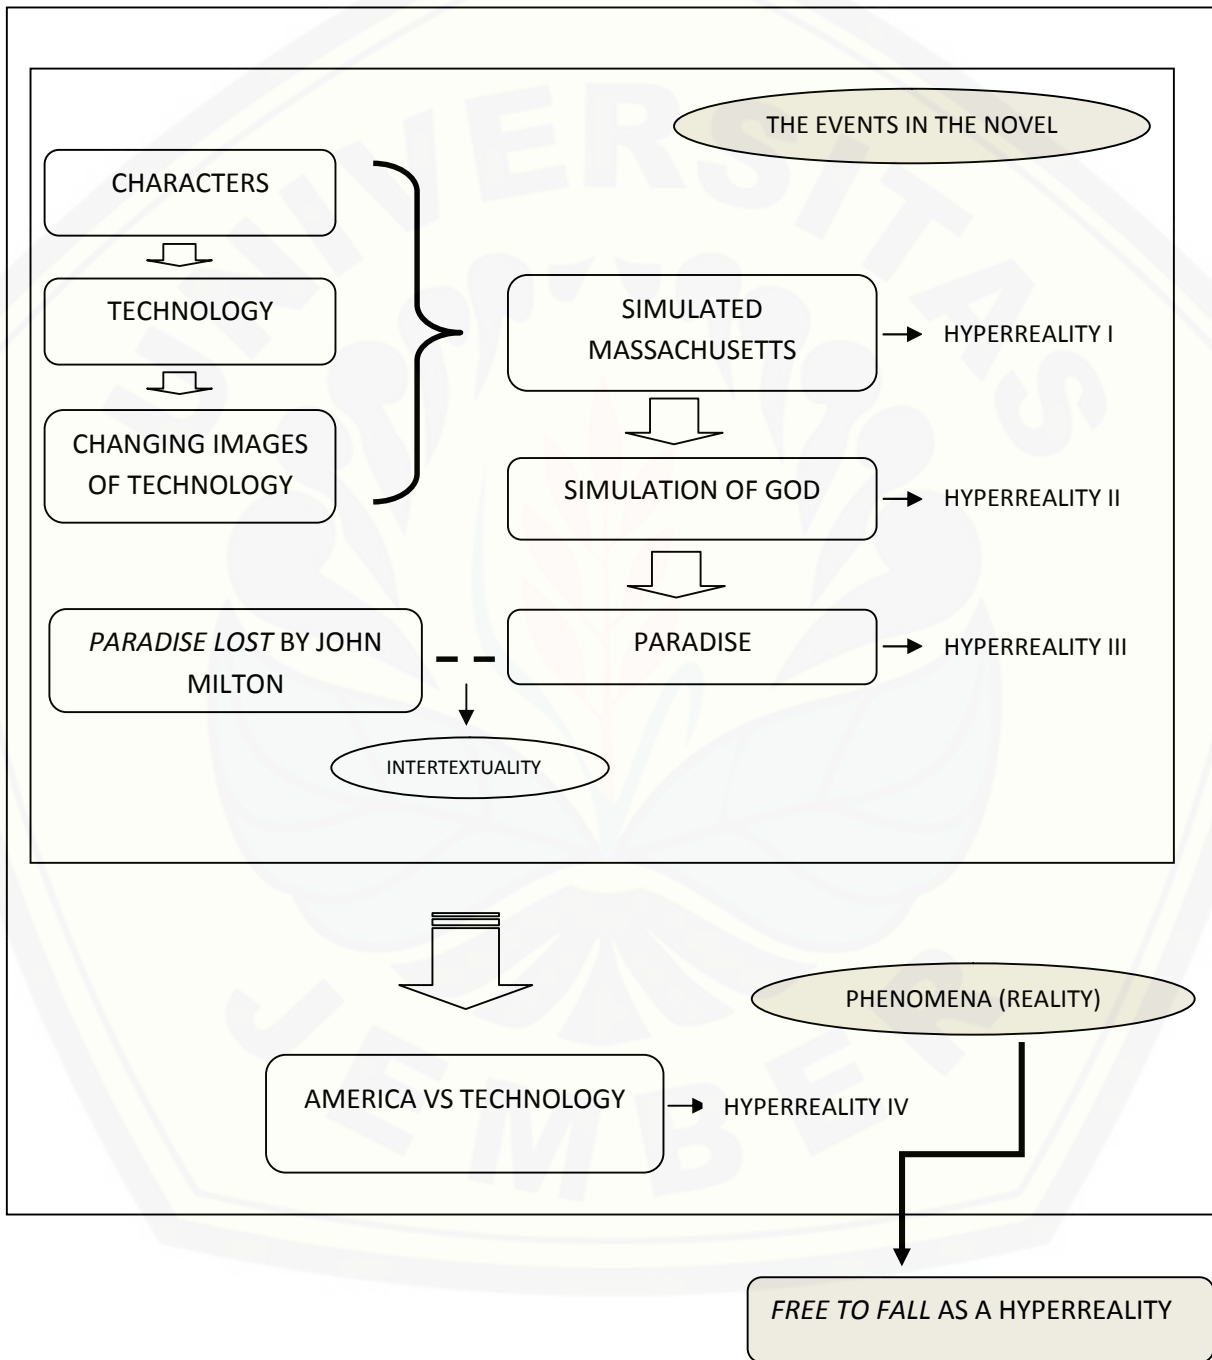 THE EVENTS IN THE NOVEL
CHARACTERS
TECHNOLOGY
CHANGING IMAGES
OF TECHNOLOGY
SIMULATED
MASSACHUSETTS
HYPERREALITY I
SIMULATION OF GOD
HYPERREALITY II
PARADISE LOST BY JOHN
MILTON
PARADISE
HYPERREALITY III
INTERTEXTUALITY
PHENOMENA (REALITY)
AMERICA VS TECHNOLOGY
HYPERREALITY IV
FREE TO FALL AS A HYPERREALITY
UNIVERSITAS
JEMBER